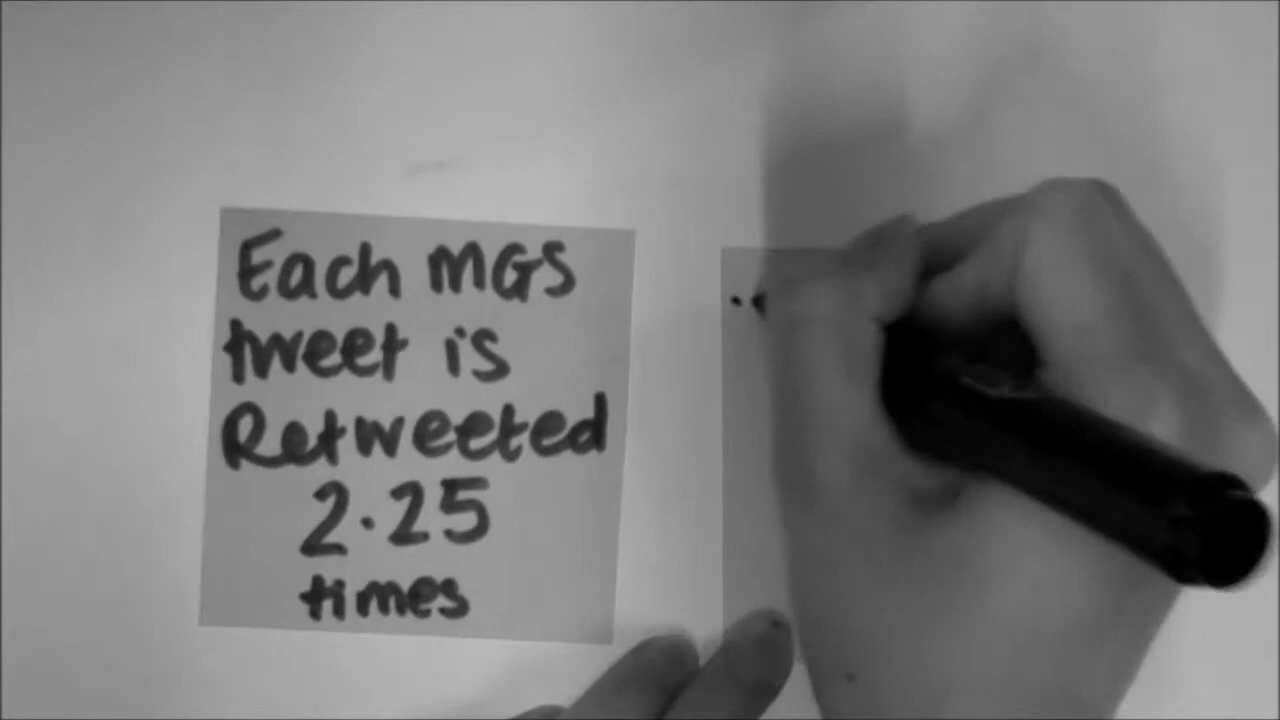 Each MGS
tweet is
Retweeted
2.25
times
..